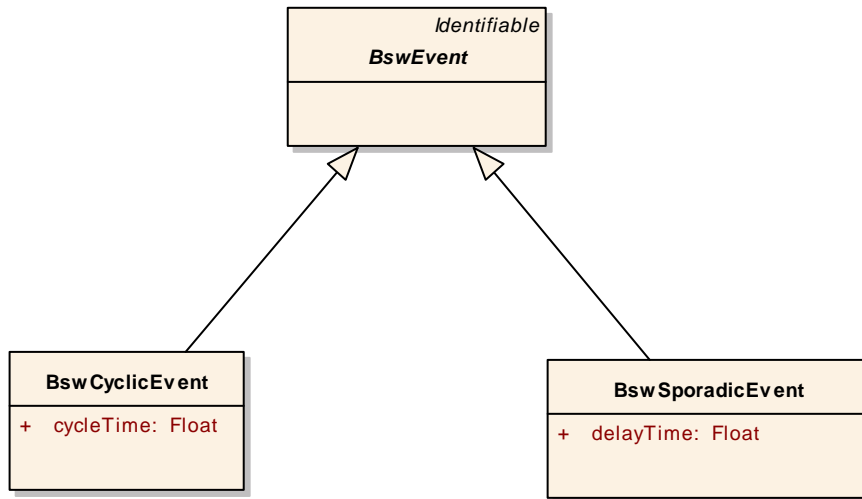 Identifiable
BswEvent
BswCyclicEvent
+ cycleTime: Float
BswSporadicEvent
+ delayTime: Float